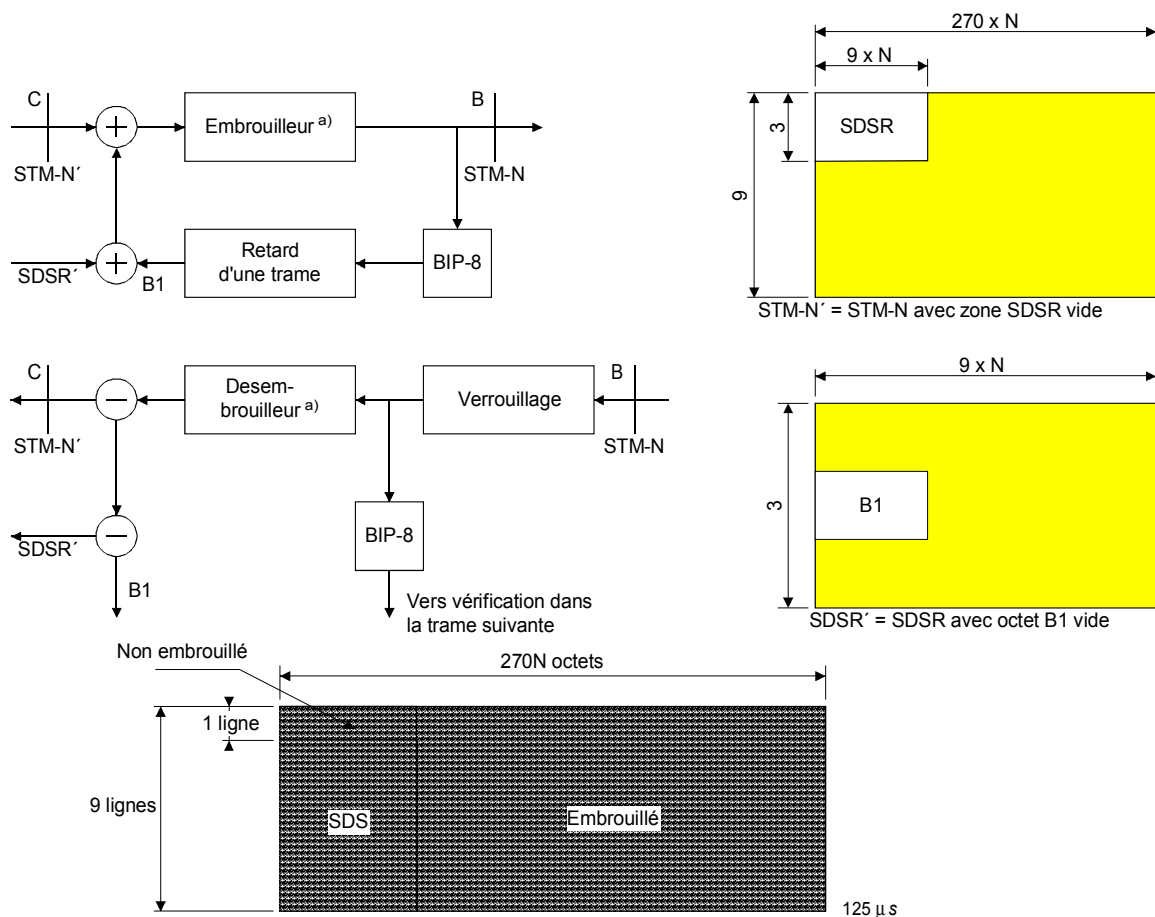 C
Embrouilleur a)
B
STM-N´
STM-N
SDSR´
B1
Retard
d'une trame
BIP-8
270 x N
9 x N
3
SDSR
9
STM-N´ = STM-N avec zone SDSR vide
C
Desem-
brouilleur a)
Verrouillage
B
STM-N´
STM-N
SDSR´
B1
BIP-8
Vers vérification dans
la trame suivante
9 x N
3
B1
SDSR´ = SDSR avec octet B1 vide
Non embrouillé
270N octets
1 ligne
9 lignes
SDS
Embrouillé
125 μ s